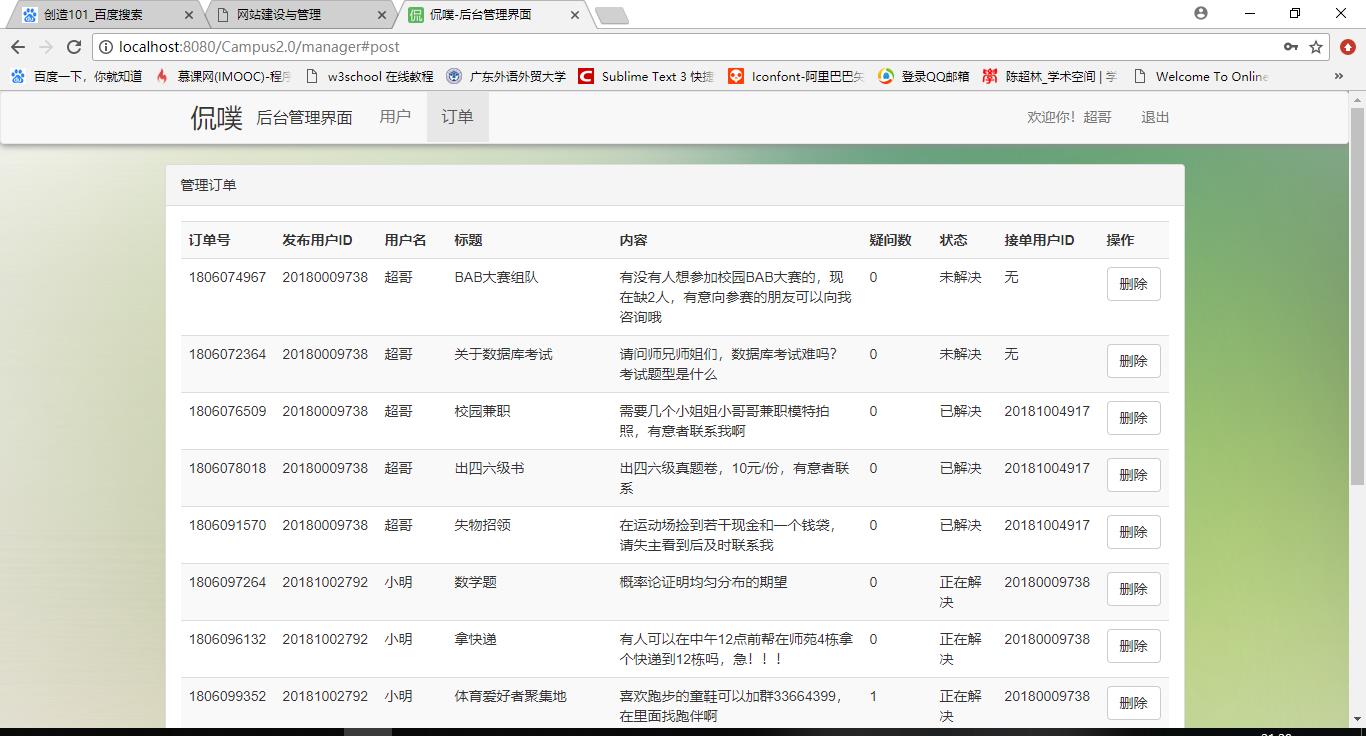 创造101_百度搜索 网站建设与管理 侃噗-后台管理界面
localhost:8080/Campus2.0/manager#post
百度一下，你就知道 慕课网(IMOOC)-程序 w3school 在线教程 广东外语外贸大学 Sublime Text 3 快捷 Iconfont-阿里巴巴矢 登录QQ邮箱 陈超林_学术空间 | 学 Welcome To Online »
侃噗 后台管理界面 用户 订单 欢迎你！超哥 退出
管理订单
订单号 发布用户ID 用户名 标题 内容 疑问数 状态 接单用户ID 操作
1806074967 20180009738 超哥 BAB大赛组队 有没有人想参加校园BAB大赛的，现 0 未解决 无 删除
在缺2人，有意向参赛的朋友可以向我
咨询哦
1806072364 20180009738 超哥 关于数据库考试 请问师兄师姐们，数据库考试难吗？ 0 未解决 无 删除
考试题型是什么
1806076509 20180009738 超哥 校园兼职 需要几个小姐姐小哥哥兼职模特拍 0 已解决 20181004917 删除
照，有意者联系我啊
1806078018 20180009738 超哥 出四六级书 出四六级真题卷，10元/份，有意者联 0 已解决 20181004917 删除
系
1806091570 20180009738 超哥 失物招领 在运动场捡到若干现金和一个钱袋， 0 已解决 20181004917 删除
请失主看到后及时联系我
1806097264 20181002792 小明 数学题 概率论证明均匀分布的期望 0 正在解 20180009738 删除
决
1806096132 20181002792 小明 拿快递 有人可以在中午12点前帮在师苑4栋拿 0 正在解 20180009738 删除
个快递到12栋吗，急！！！ 决
1806099352 20181002792 小明 体育爱好者聚集地 喜欢跑步的童鞋可以加群33664399， 1 正在解 20180009738 删除
在里面找跑伴啊 决